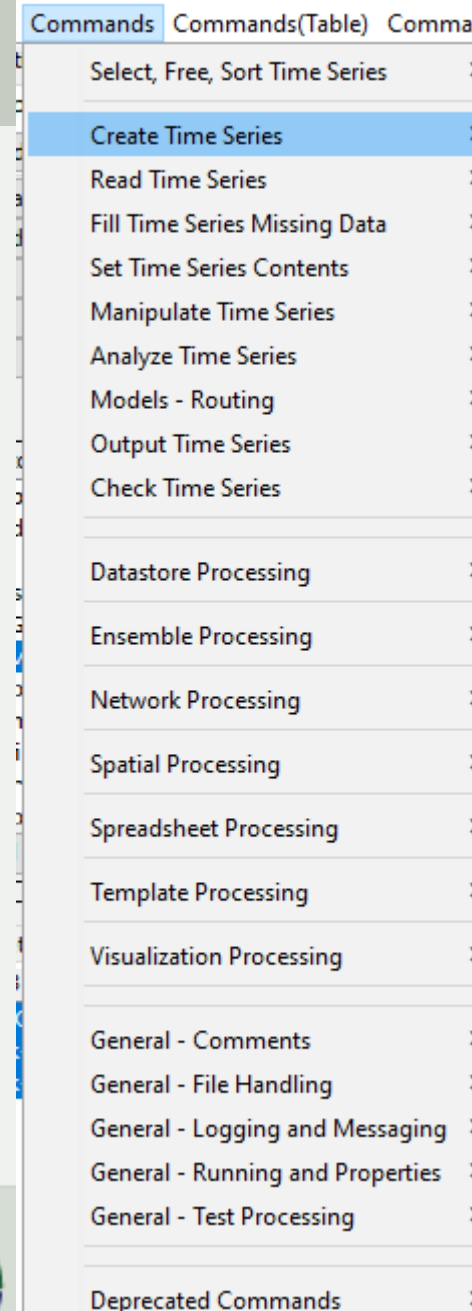 Commands Commands(Table) Comma
Select, Free, Sort Time Series
Create Time Series
Read Time Series
Fill Time Series Missing Data
Set Time Series Contents
Manipulate Time Series
Analyze Time Series
Models - Routing
Output Time Series
Check Time Series
Datastore Processing
Ensemble Processing
Network Processing
Spatial Processing
Spreadsheet Processing
Template Processing
Visualization Processing
General - Comments
General - File Handling
General - Logging and Messaging
General - Running and Properties
General - Test Processing
Deprecated Commands